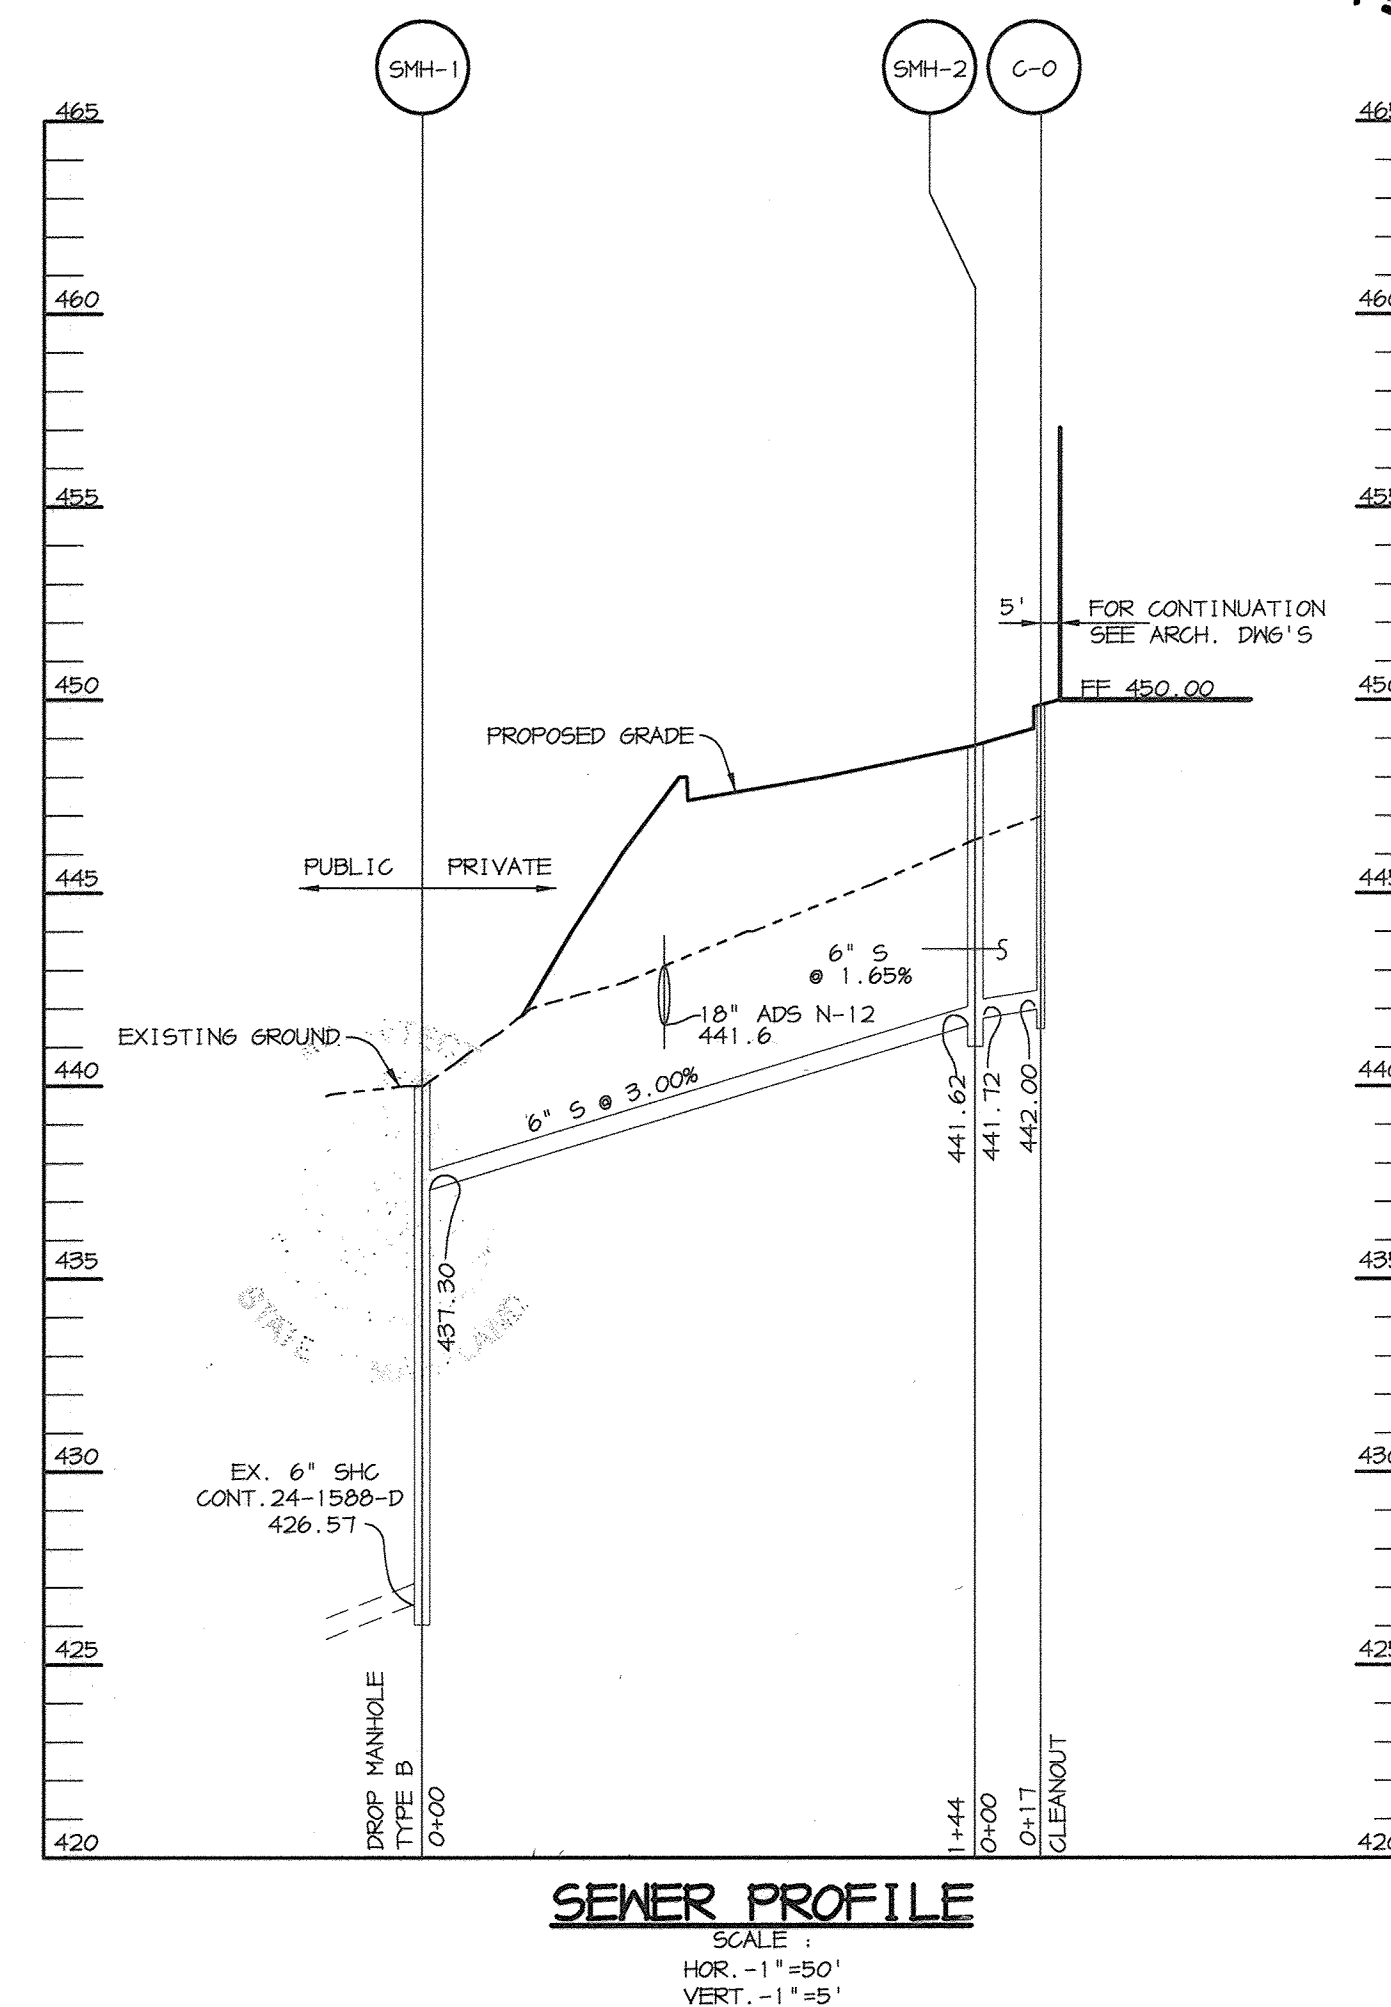 SMH-1
SMH-2
C-O
465
460
455
450
445
440
435
430
425
420
5'
FOR CONTINUATION
SEE ARCH. DWG'S
FF 450.00
PROPOSED GRADE
PUBLIC
PRIVATE
6" S
@ 1.65%
18" ADS N-12
441.6
EXISTING GROUND
6" S @ 3.00%
441.62
441.72
442.00
437.30
STATE
EX. 6" SHC
CONT.24-1588-D
426.57
DROP MANHOLE
TYPE B
0+00
1+44
0+00
0+17
CLEANOUT
SEWER PROFILE
SCALE :
HOR.-1"=50'
VERT.-1"=5'